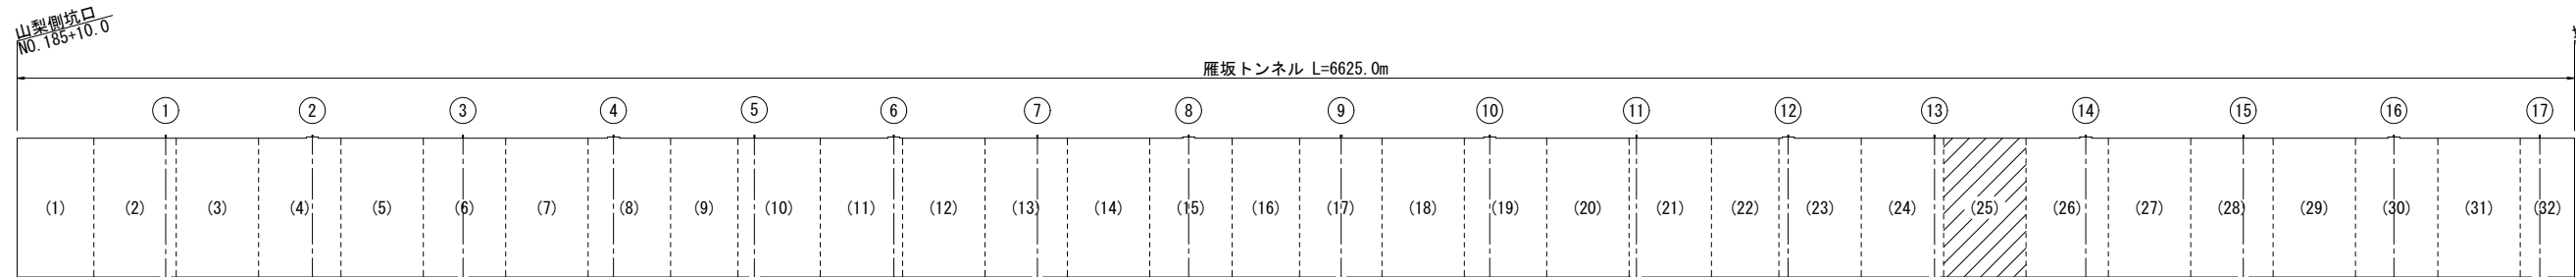 山梨側坑口
NO.185+10.0
雁坂トンネル L=6625.0m
① ② ③ ④ ⑤ ⑥ ⑦ ⑧ ⑨ ⑩ ⑪ ⑫ ⑬ ⑭ ⑮ ⑯ ⑰
(1) (2) (3) (4) (5) (6) (7) (8) (9) (10) (11) (12) (13) (14) (15) (16) (17) (18) (19) (20) (21) (22) (23) (24) (25) (26) (27) (28) (29) (30) (31) (32)